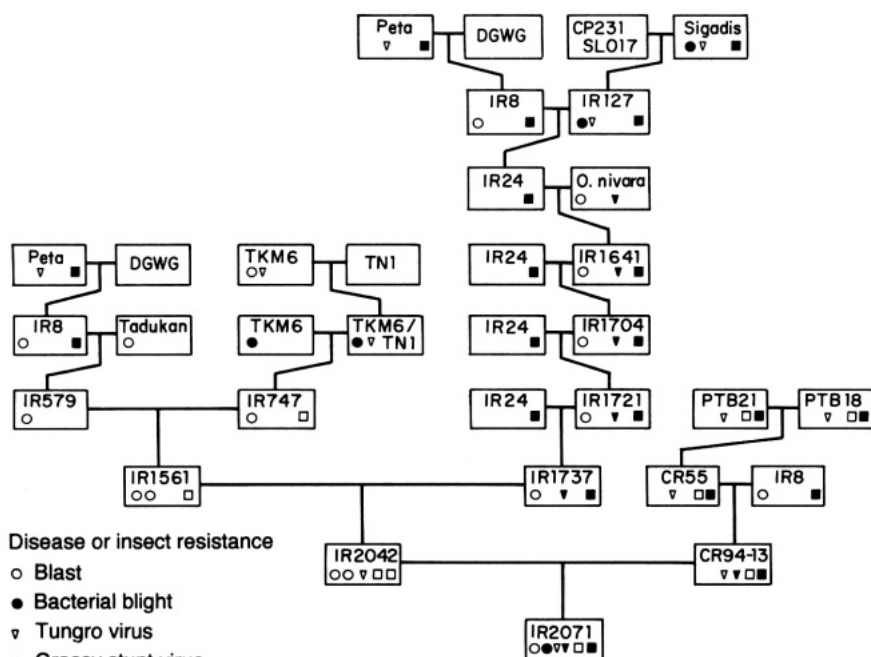 Peta
DGWG
CP231
SLO17
Sigadis
IR8
IR127
IR24
O. nivara
Peta
DGWG
TKM6
TN1
IR24
IR1641
IR8
Tadukan
TKM6
TKM6/
TN1
IR24
IR1704
IR579
IR747
IR24
IR1721
PTB21
PTB18
IR1561
IR1737
CR55
IR8
Disease or insect resistance
Blast
Bacterial blight
Tungro virus
IR2042
CR94-13
IR2071